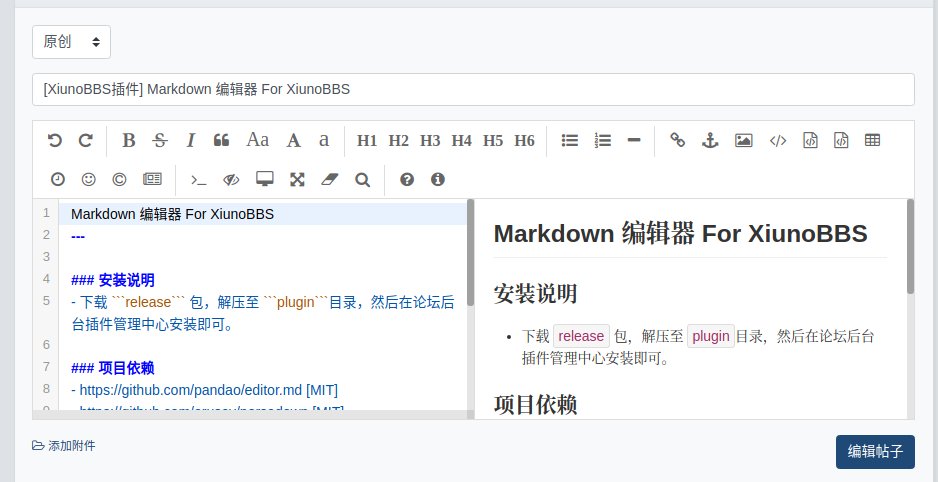 原创
[XiunoBBS插件] Markdown 编辑器 For XiunoBBS
B S I Aa A a H1 H2 H3 H4 H5 H6
1 Markdown 编辑器 For XiunoBBS
2 ---
3
4 ### 安装说明
5 - 下载 ```release``` 包，解压至 ```plugin```目录，然后在论坛后
台插件管理中心安装即可。
6
7 ### 项目依赖
8 - https://github.com/pandao/editor.md [MIT]
Markdown 编辑器 For XiunoBBS
安装说明
• 下载 release 包，解压至 plugin目录，然后在论坛后台
插件管理中心安装即可。
项目依赖
添加附件
编辑帖子